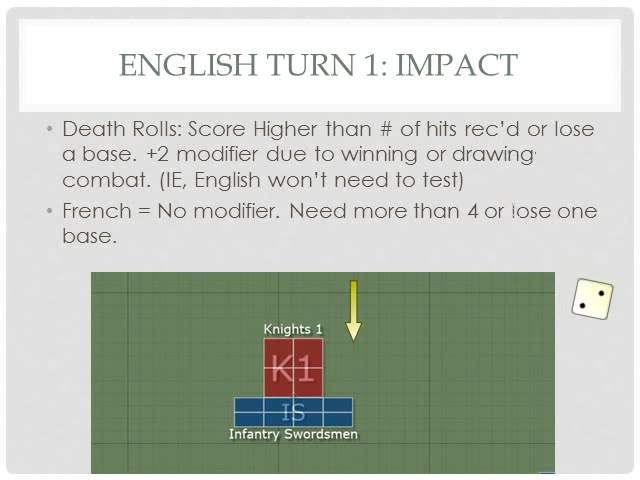 ENGLISH TURN 1: IMPACT
• Death Rolls: Score Higher than # of hits rec'd or lose
a base. +2 modifier due to winning or drawing
combat. (IE, English won't need to test)
• French = No modifier. Need more than 4 or lose one
base.
Knights 1
K1
IS
Infantry Swordsmen